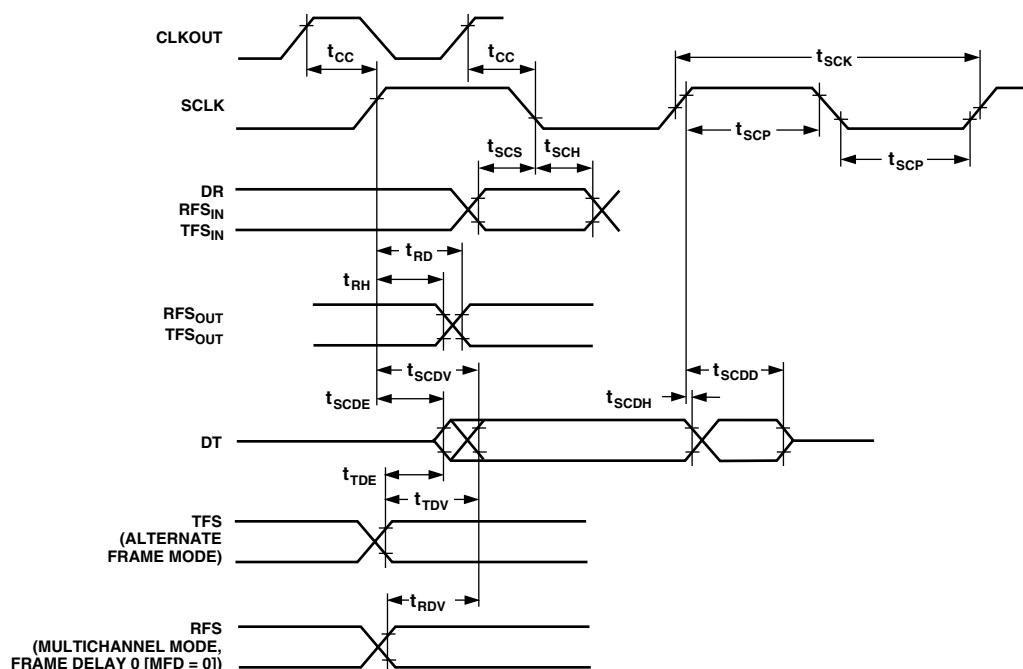 CLKOUT
tCC
tCC
tSCK
SCLK
tSCP
tSCS
tSCH
tSCP
DR
RFSIN
TFSIN
tRD
tRH
RFSOUT
TFSOUT
tSCDV
tSCDD
tSCDE
tSCDH
DT
tTDE
tTDV
TFS
(ALTERNATE
FRAME MODE)
tRDV
RFS
(MULTICHANNEL MODE,
FRAME DELAY 0 [MFD = 0])